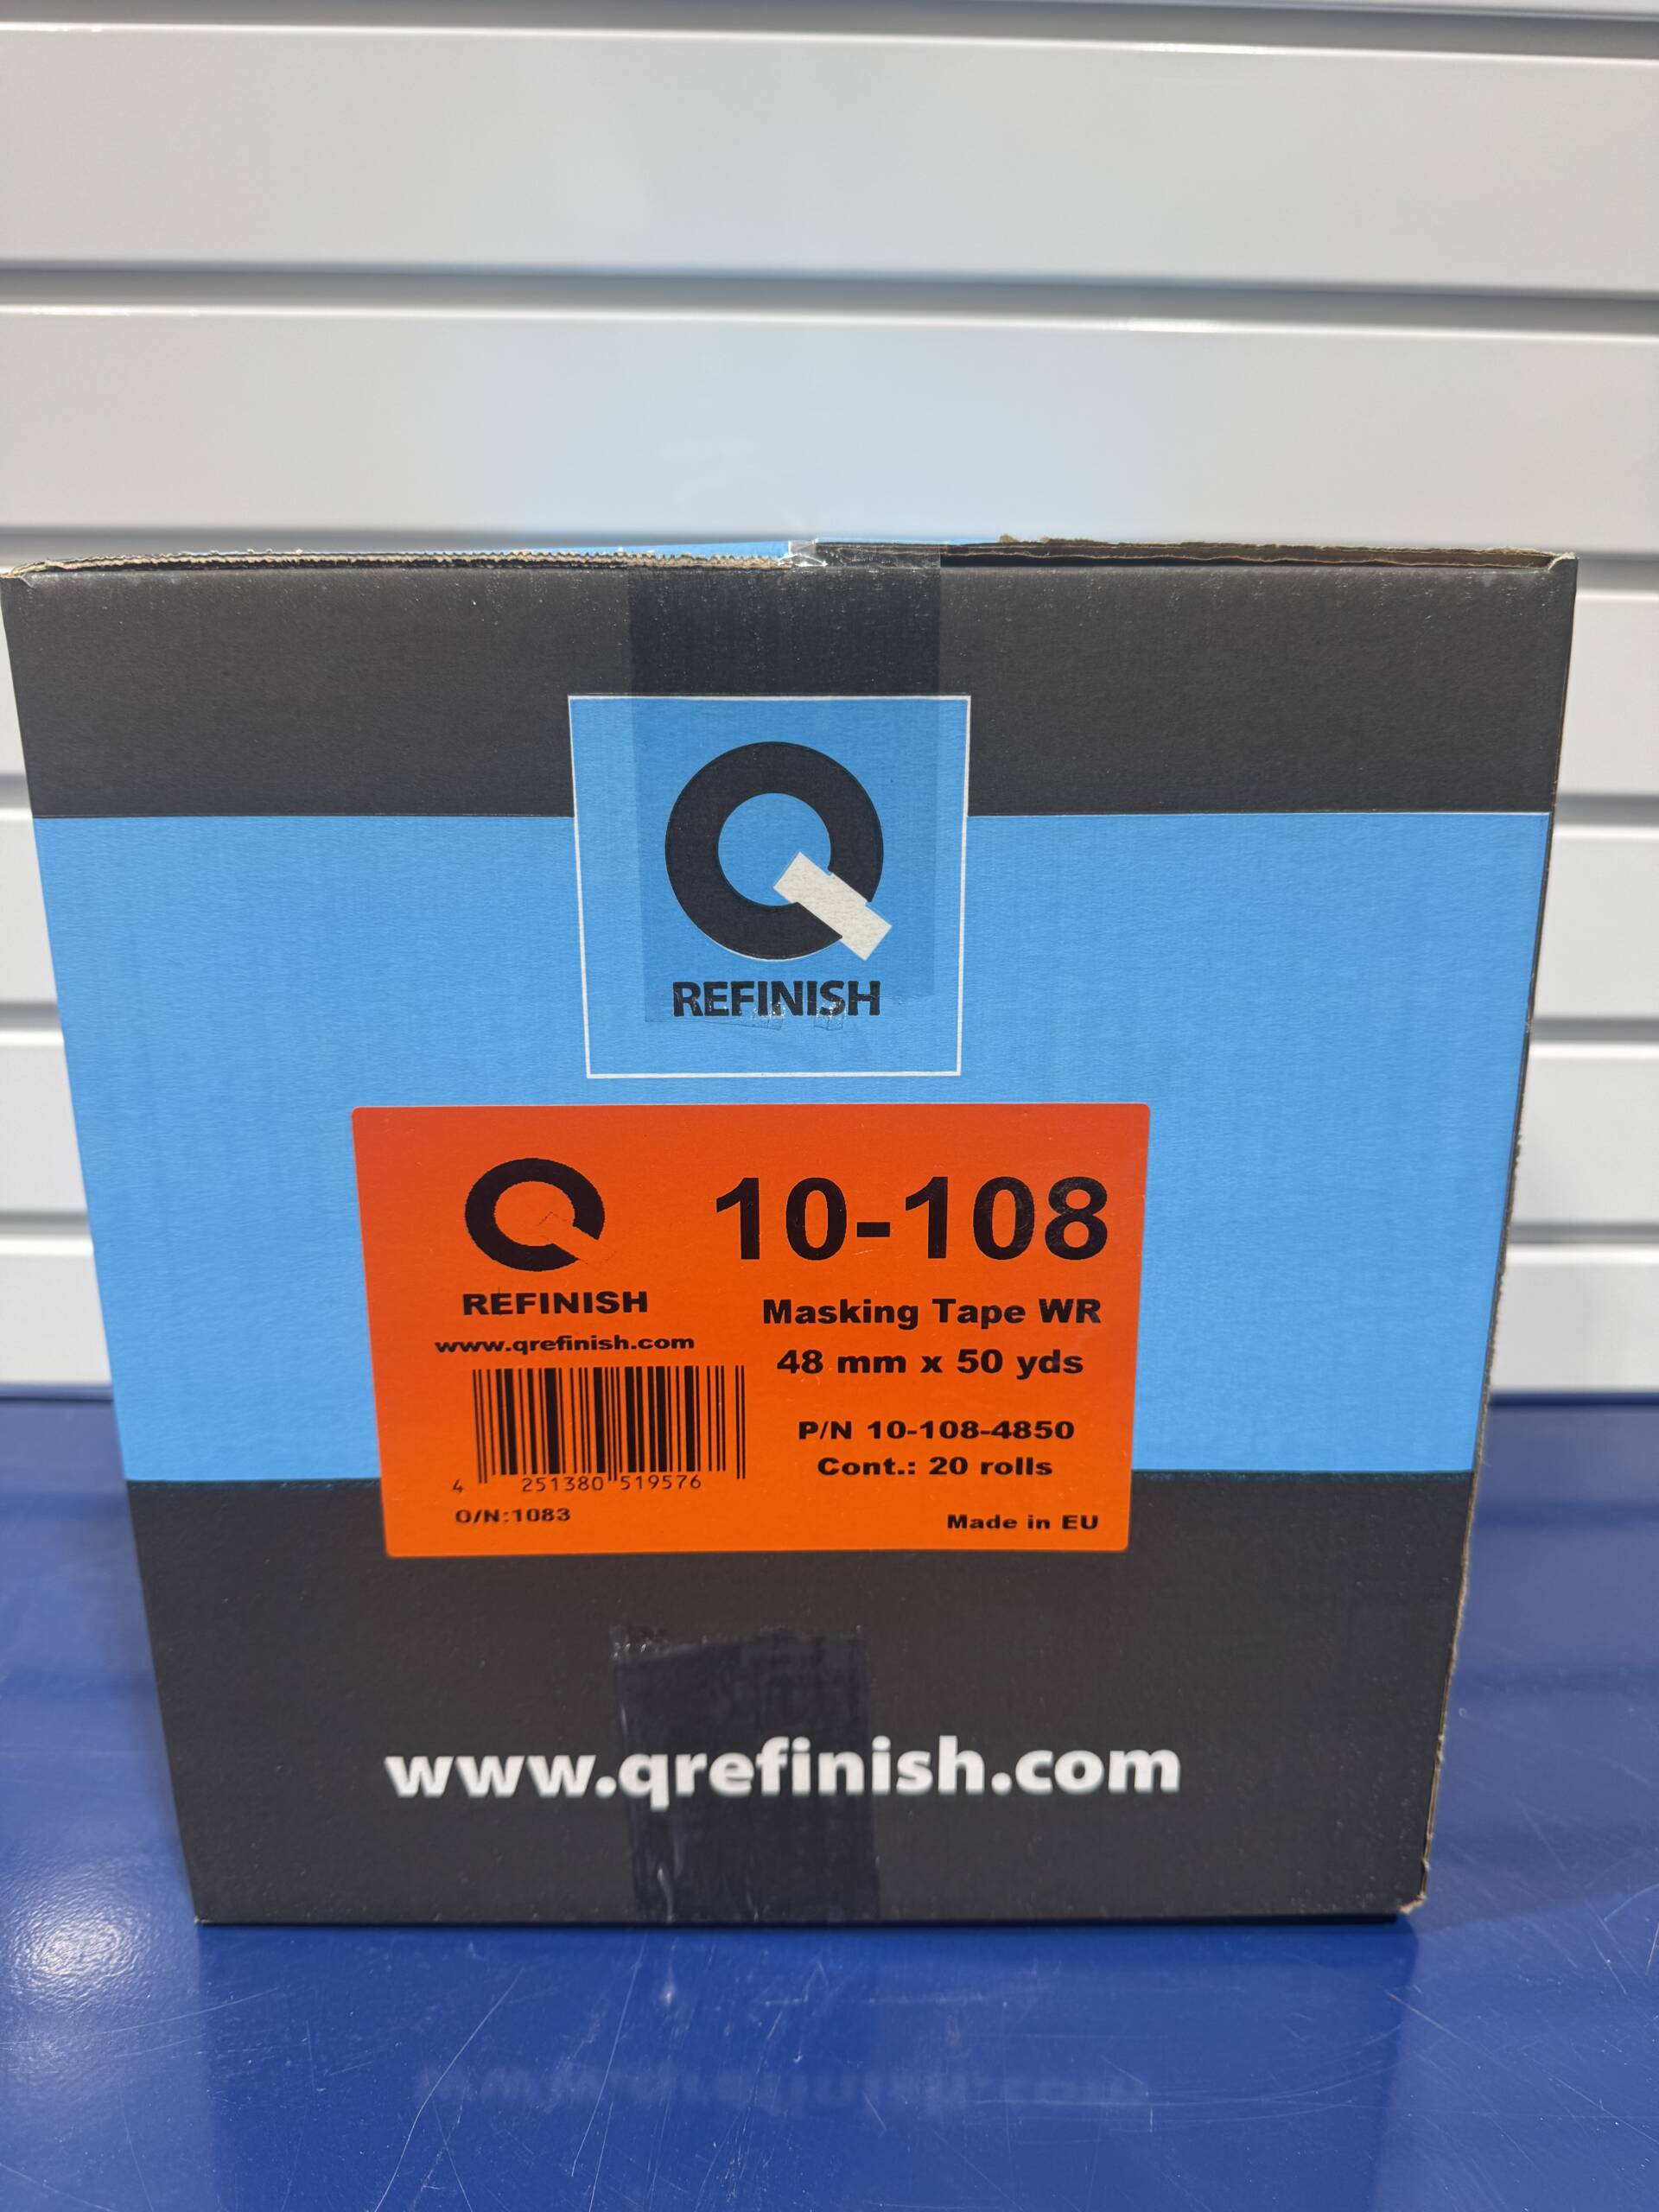 REFINISH
10-108
REFINISH
www.qrefinish.com
Masking Tape WR
48 mm x 50 yds
P/N 10-108-4850
Cont.: 20 rolls
4 251380 519576
O/N:1083
Made in EU
www.qrefinish.com